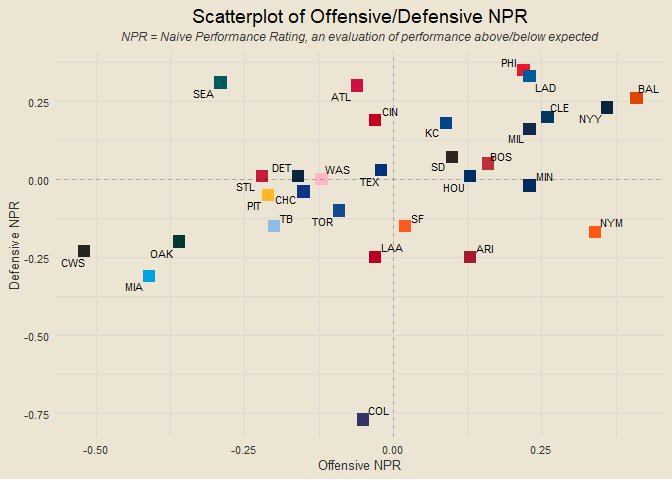 Scatterplot of Offensive/Defensive NPR
NPR = Naive Performance Rating, an evaluation of performance above/below expected
PHI
LAD
SEA
ATL
BAL
0.25
CLE
CIN
NYY
KC
MIL
SD
BOS
DET
WAS
0.00
TEX
MIN
STL
HOU
CHC
PIT
TB
TOR
SF
NYM
LAA
ARI
OAK
CWS
-0.25
MIA
Defensive NPR
-0.50
COL
-0.75
-0.50
-0.25
0.00
0.25
Offensive NPR